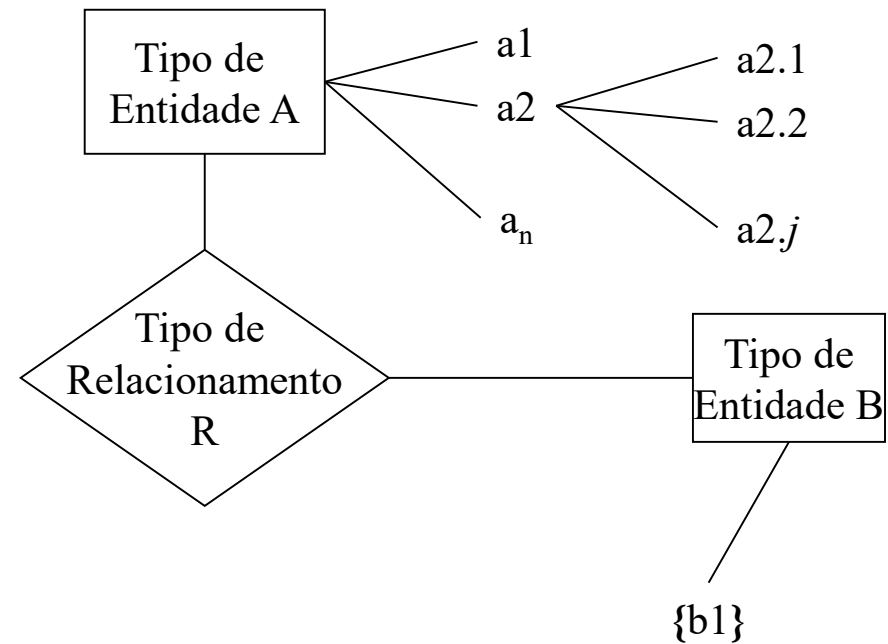 Tipo de
Entidade A
a1
a2
aₙ
a2.1
a2.2
a2.j
Tipo de
Relacionamento
R
Tipo de
Entidade B
{b1}